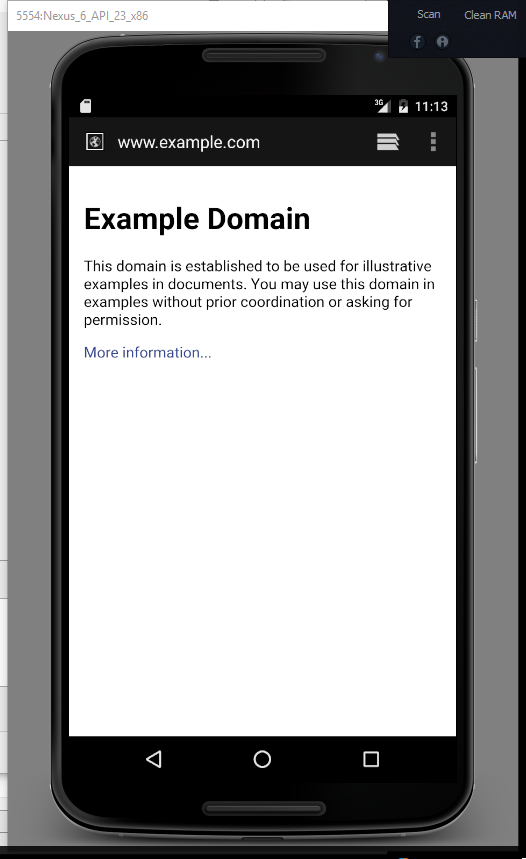 5554:Nexus_6_API_23_x86
Scan
Clean RAM
3G
11:13
www.example.com
Example Domain
This domain is established to be used for illustrative
examples in documents. You may use this domain in
examples without prior coordination or asking for
permission.
More information...